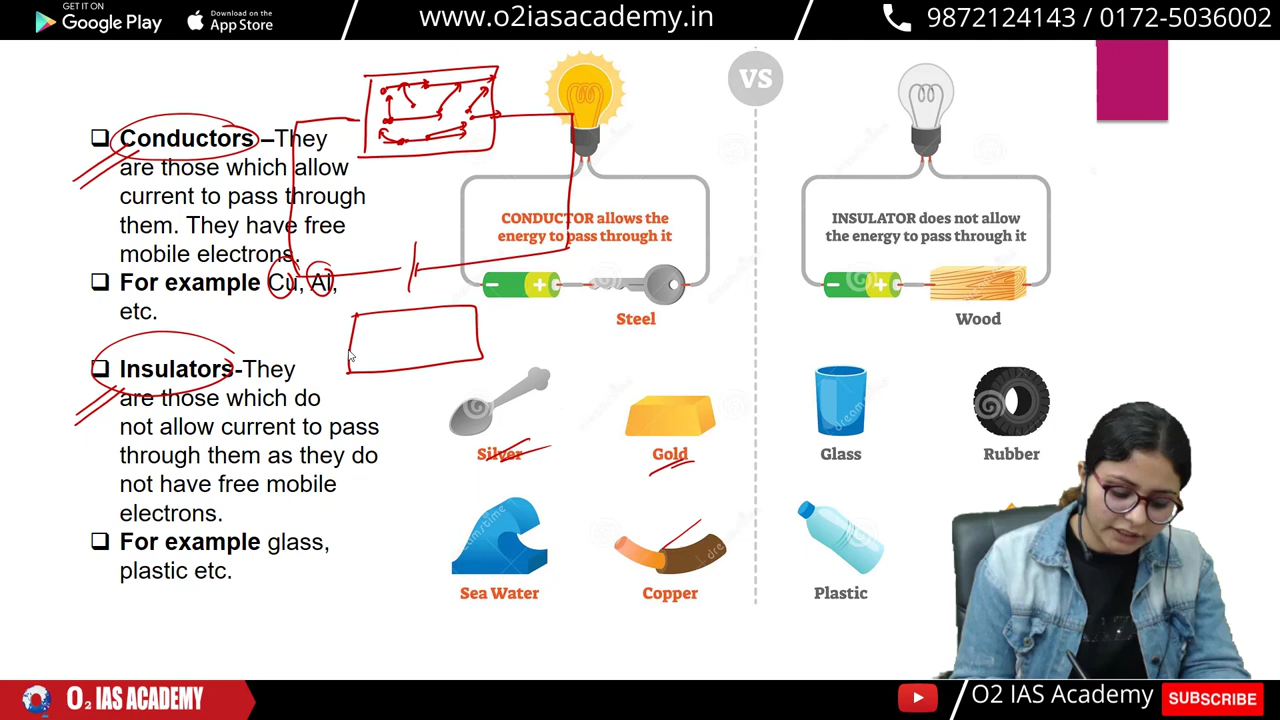 GET IT ON
Google Play
Download on the
App Store
www.o2iasacademy.in
9872124143 / 0172-5036002
❑ Conductors –They
are those which allow
current to pass through
them. They have free
mobile electrons.
❑ For example Cu, Al,
etc.
❑ Insulators-They
are those which do
not allow current to pass
through them as they do
not have free mobile
electrons.
❑ For example glass,
plastic etc.
VS
CONDUCTOR allows the
energy to pass through it
- +
Steel
Silver
Gold
Sea Water
Copper
INSULATOR does not allow
the energy to pass through it
- +
Wood
Glass
Rubber
Plastic
O2 IAS ACADEMY
O2 IAS Academy
SUBSCRIBE